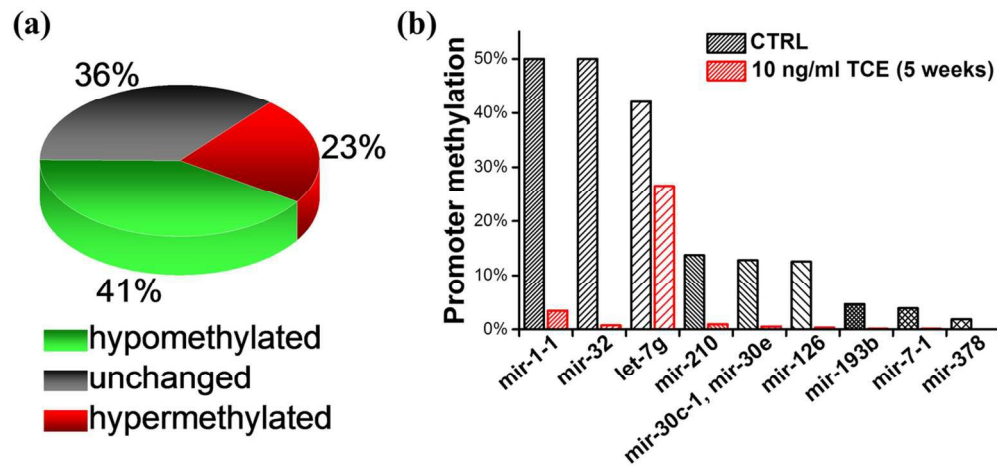 (a)
36%
23%
41%
hypomethylated
unchanged
hypermethylated
(b)
Promoter methylation
50%
40%
30%
20%
10%
0%
CTRL
10 ng/ml TCE (5 weeks)
mir-1-1
mir-32
let-7g
mir-210
mir-30c-1, mir-30e
mir-126
mir-193b
mir-7-1
mir-378